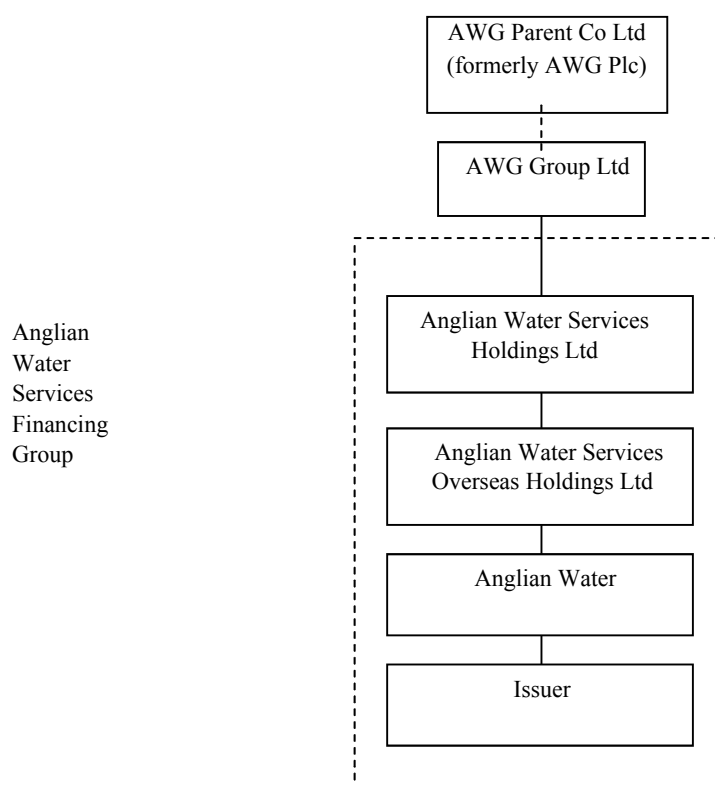 AWG Parent Co Ltd
(formerly AWG Plc)
AWG Group Ltd
Anglian Water Services
Holdings Ltd
Anglian
Water
Services
Financing
Group
Anglian Water Services
Overseas Holdings Ltd
Anglian Water
Issuer